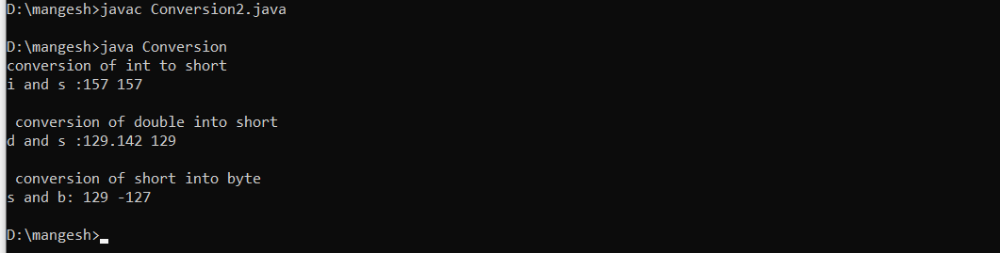 D:\mangesh>javac Conversion2.java
D:\mangesh>java Conversion
conversion of int to short
i and s :157 157
conversion of double into short
d and s :129.142 129
conversion of short into byte
s and b: 129 -127
D:\mangesh>